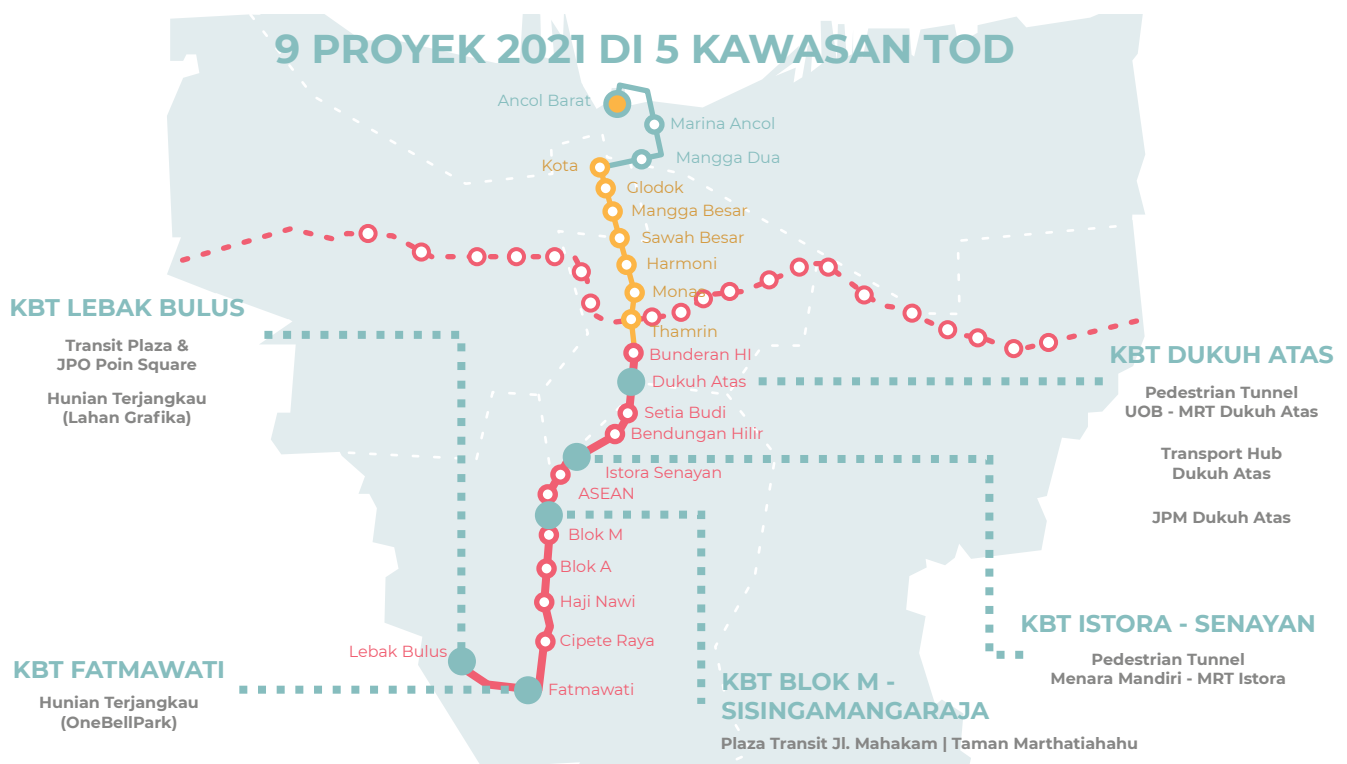 9 PROYEK 2021 DI 5 KAWASAN TOD
Ancol Barat
Marina Ancol
Mangga Dua
Kota
Glodok
Mangga Besar
Sawah Besar
Harmoni
Monas
Thamrin
Bunderan HI
Dukuh Atas
Setia Budi
Bendungan Hilir
Istora Senayan
ASEAN
Blok M
Blok A
Haji Nawi
Cipete Raya
Lebak Bulus
Fatmawati
KBT LEBAK BULUS
Transit Plaza &
JPO Poin Square
Hunian Terjangkau
(Lahan Grafika)
KBT FATMAWATI
Hunian Terjangkau
(OneBellPark)
KBT DUKUH ATAS
Pedestrian Tunnel
UOB - MRT Dukuh Atas
Transport Hub
Dukuh Atas
JPM Dukuh Atas
KBT ISTORA - SENAYAN
Pedestrian Tunnel
Menara Mandiri - MRT Istora
KBT BLOK M -
SISINGAMANGARAJA
Plaza Transit Jl. Mahakam | Taman Marthatiahahu